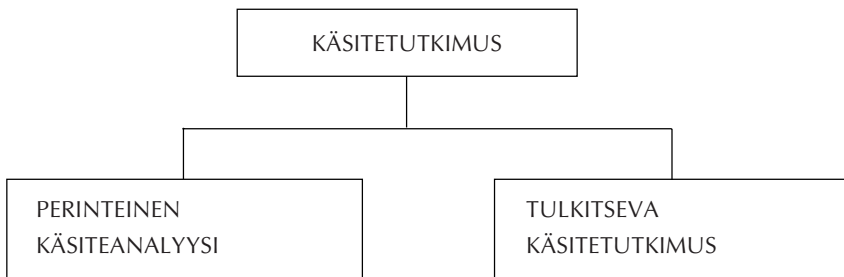 KÄSITETUTKIMUS
PERINTEINEN
KÄSITEANALYYSI
TULKITSEVA
KÄSITETUTKIMUS